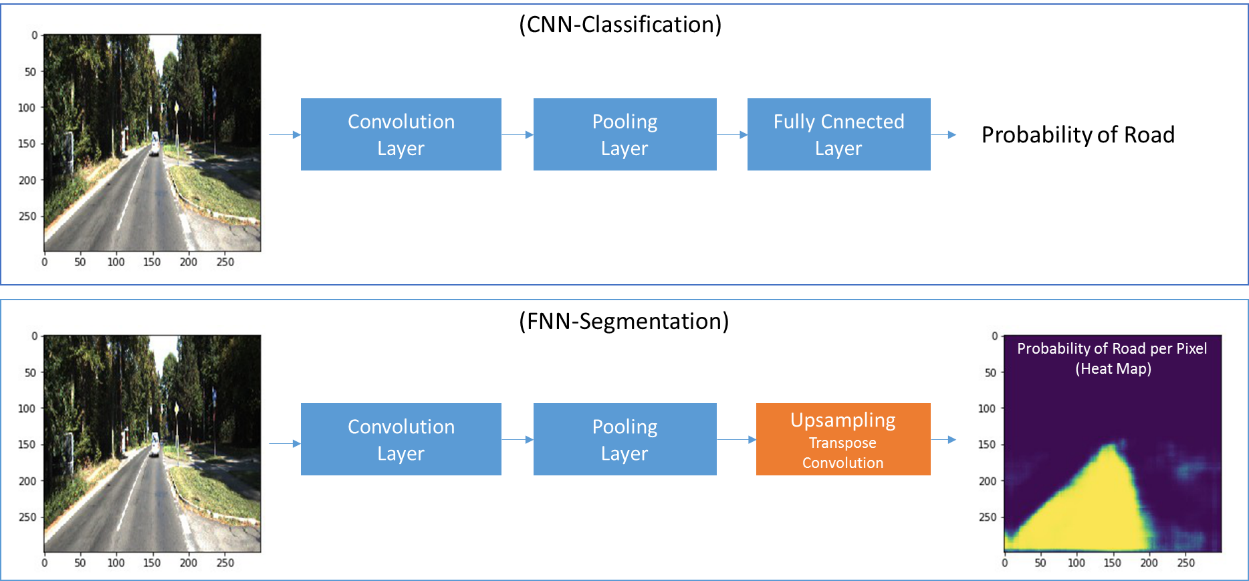 (CNN-Classification)
0
50
100
150
200
250
0 50 100 150 200 250
Convolution
Layer
Pooling
Layer
Fully Cnnected
Layer
Probability of Road
(FNN-Segmentation)
0
50
100
150
200
250
0 50 100 150 200 250
Convolution
Layer
Pooling
Layer
Upsampling
Transpose
Convolution
Probability of Road per Pixel
(Heat Map)
0
50
100
150
200
250
0 50 100 150 200 250